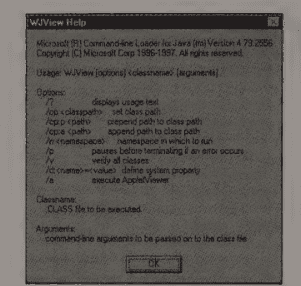 WJView Help
Microsoft (R) Command-line Loader for Java (tm) Version 4.79.2556
Copyright (C) Microsoft Corp 1996-1997. All rights reserved.
Usage: WJView [options] <classname> [arguments]
Options:
/? displays usage text
/cp <classpath> set class path
/cp:p <path> prepend path to class path
/cp:a <path> append path to class path
/n <namespace> namespace in which to run
/p pauses before terminating if an error occurs
/v verify all classes
/d:<name>=<value> define system property
/a execute AppletViewer
Classname:
.CLASS file to be executed.
Arguments:
command-line arguments to be passed on to the class file
OK